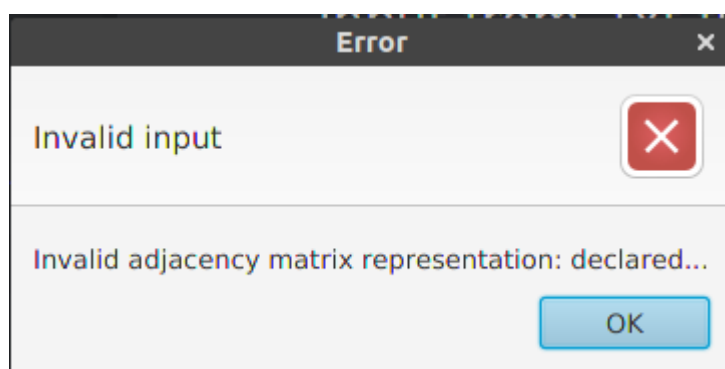 Error
Invalid input
Invalid adjacency matrix representation: declared...
OK